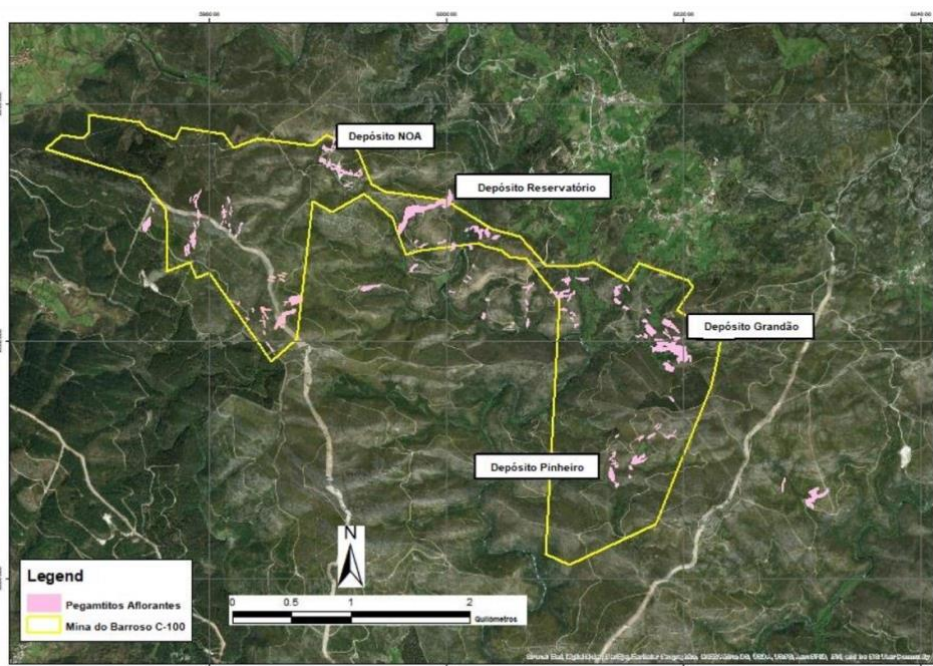 Depósito NOA
Depósito Reservatório
Depósito Grandão
Depósito Pinheiro
N
Legend
Pegamtitos Aflorantes
Mina do Barroso C-100
0 0.5 1 2
Quilómetros